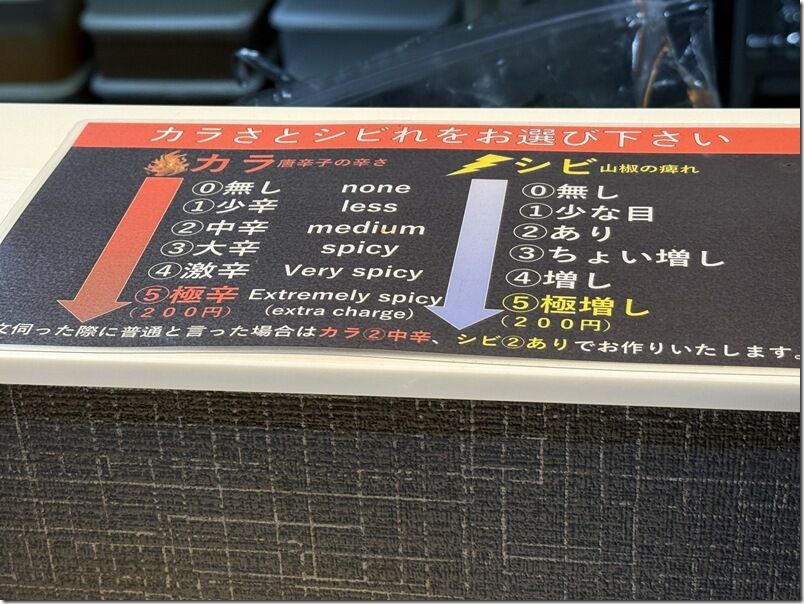 カラさとシビれをお選び下さい
カラ 唐辛子の辛さ
⓪無し none
①少辛 less
②中辛 medium
③大辛 spicy
④激辛 Very spicy
⑤極辛 Extremely spicy
(200円) (extra charge)
シビ 山椒の痺れ
⓪無し
①少な目
②あり
③ちょい増し
④増し
⑤極増し
(200円)
文伺った際に普通と言った場合はカラ②中辛、シビ②ありでお作りいたします。